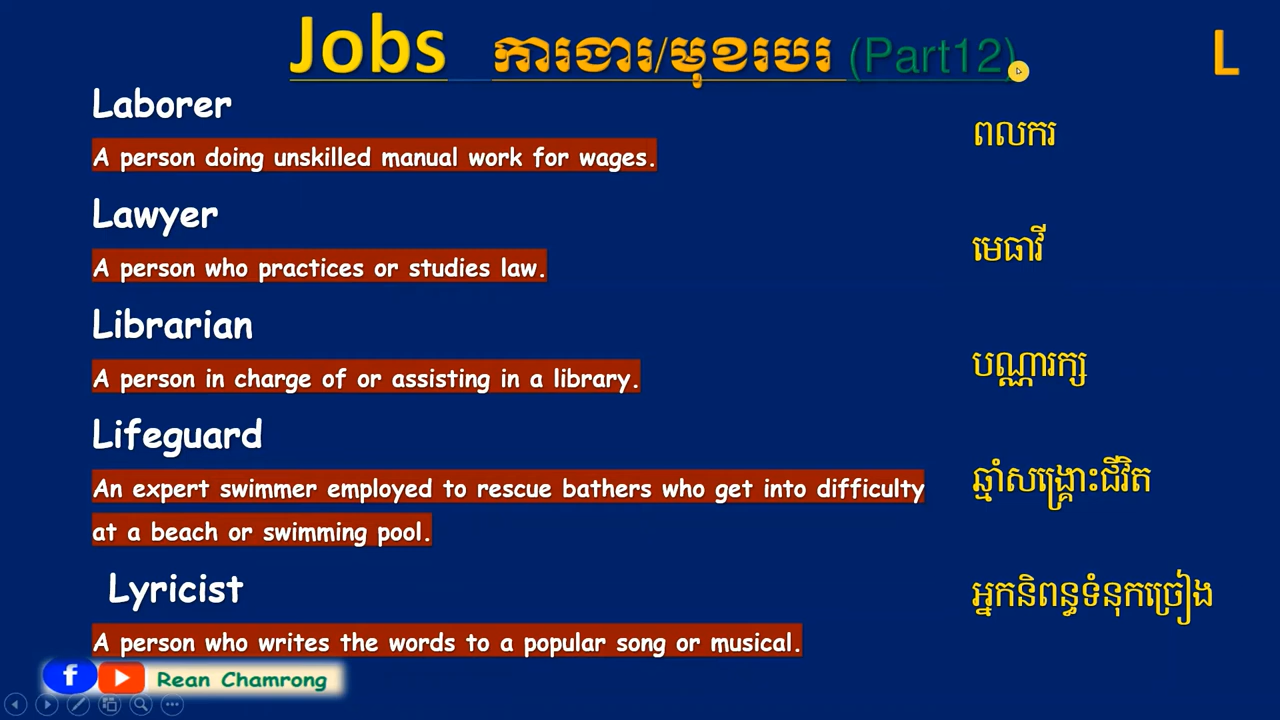 Jobs ការងារ/មុខរបរ (Part12) L
Laborer
ពលករ
A person doing unskilled manual work for wages.
Lawyer
មេធាវី
A person who practices or studies law.
Librarian
បណ្ណារក្ស
A person in charge of or assisting in a library.
Lifeguard
ឆ្មាំសង្គ្រោះជីវិត
An expert swimmer employed to rescue bathers who get into difficulty
at a beach or swimming pool.
Lyricist
អ្នកនិពន្ធទំនុកច្រៀង
A person who writes the words to a popular song or musical.
f Rean Chamrong